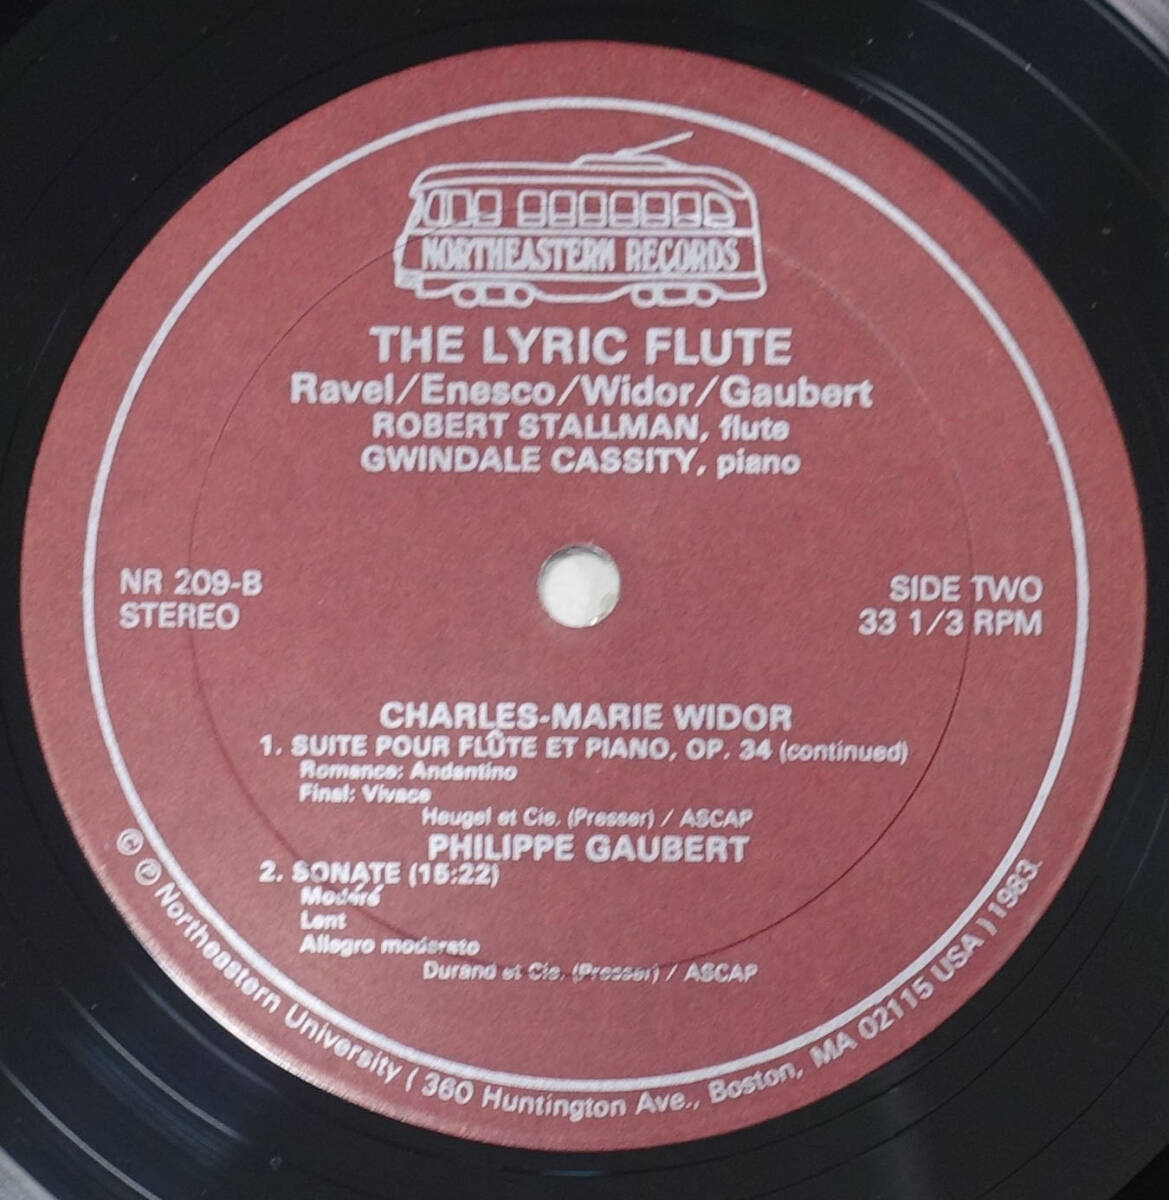 NORTHEASTERN RECORDS
THE LYRIC FLUTE
Ravel/Enesco/Widor/Gaubert
ROBERT STALLMAN, flute
GWINDALE CASSITY, piano
NR 209-B
STEREO
SIDE TWO
33 1/3 RPM
CHARLES-MARIE WIDOR
1. SUITE POUR FLÛTE ET PIANO, OP. 34 (continued)
Romance: Andantino
Final: Vivace
Heugel et Cie. (Presser) / ASCAP
PHILIPPE GAUBERT
2. SONATE (15:22)
Modéré
Lent
Allegro moderato
Durand et Cie. (Presser) / ASCAP
© ℗ Northeastern University ( 360 Huntington Ave., Boston, MA 02115 USA ) 1983.